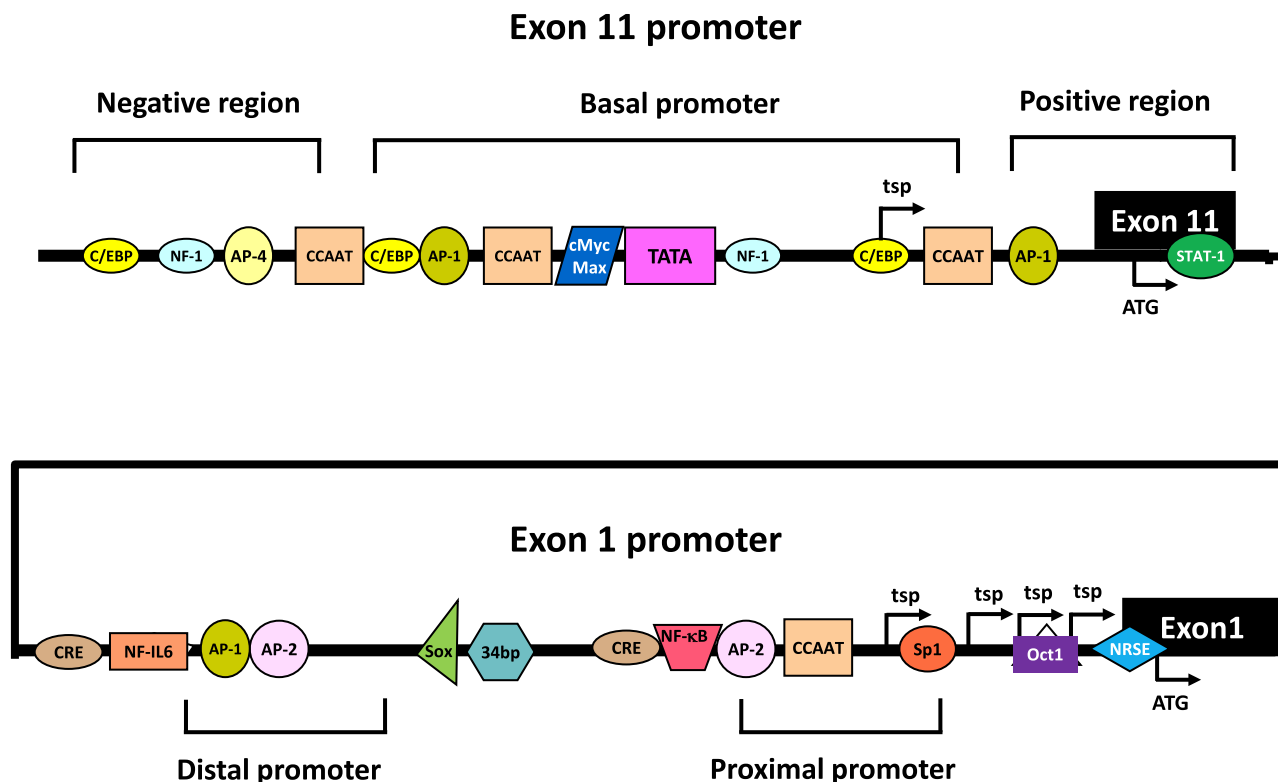 Exon 11 promoter
Negative region
Basal promoter
Positive region
tsp
C/EBP
NF-1
AP-4
CCAAT
C/EBP
AP-1
CCAAT
cMyc
Max
TATA
NF-1
C/EBP
CCAAT
AP-1
Exon 11
STAT-1
ATG
Exon 1 promoter
tsp
tsp
tsp
tsp
CRE
NF-IL6
AP-1
AP-2
Sox
34bp
CRE
NF-κB
AP-2
CCAAT
Sp1
Oct1
NRSE
Exon1
ATG
Distal promoter
Proximal promoter